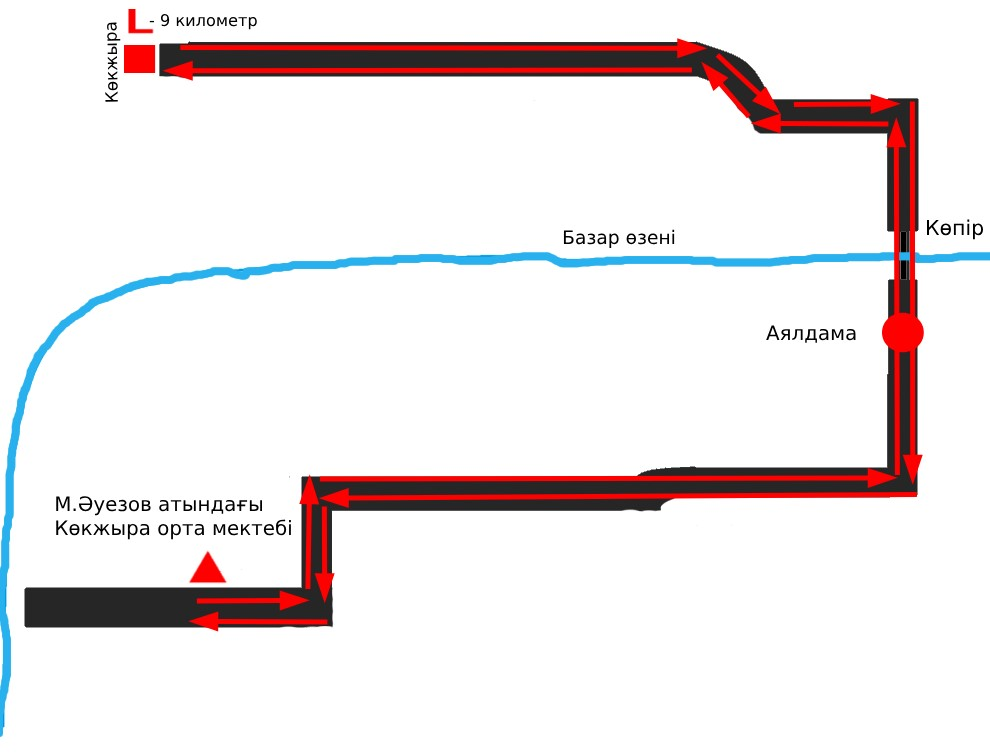 L - 9 километр
Көкжыра
Көпір
Базар өзені
Аялдама
М.Әуезов атындағы
Көкжыра орта мектебі